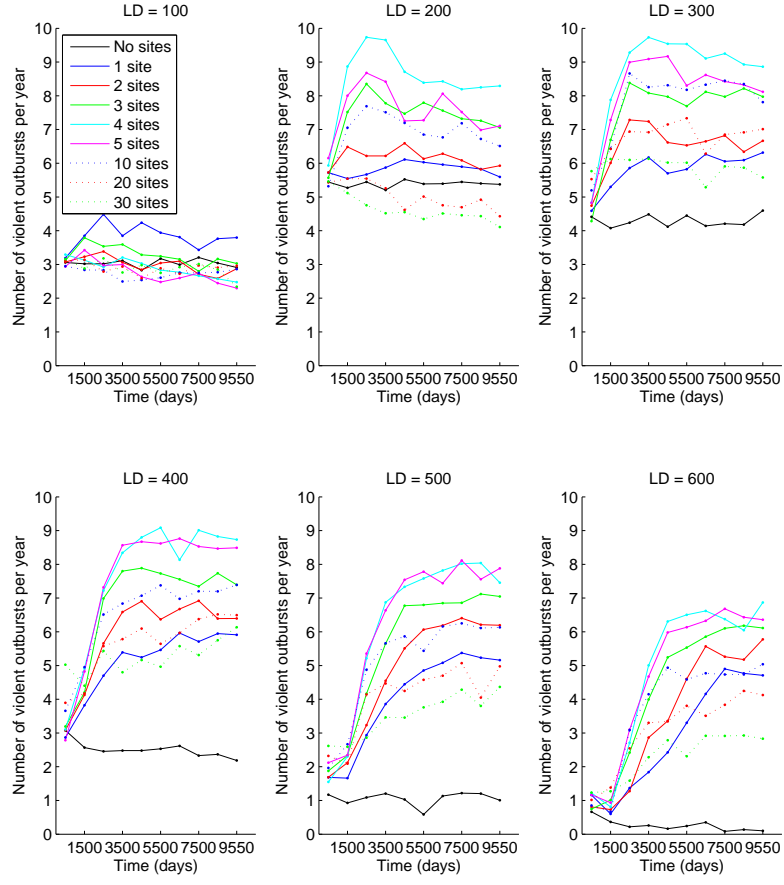 LD = 100
10
9
8
7
6
5
4
3
2
1
0
Number of violent outbursts per year
No sites
1 site
2 sites
3 sites
4 sites
5 sites
10 sites
20 sites
30 sites
1500 3500 5500 7500 9550
Time (days)
LD = 200
10
9
8
7
6
5
4
3
2
1
0
Number of violent outbursts per year
1500 3500 5500 7500 9550
Time (days)
LD = 300
10
9
8
7
6
5
4
3
2
1
0
Number of violent outbursts per year
1500 3500 5500 7500 9550
Time (days)
LD = 400
10
9
8
7
6
5
4
3
2
1
0
Number of violent outbursts per year
1500 3500 5500 7500 9550
Time (days)
LD = 500
10
9
8
7
6
5
4
3
2
1
0
Number of violent outbursts per year
1500 3500 5500 7500 9550
Time (days)
LD = 600
10
9
8
7
6
5
4
3
2
1
0
Number of violent outbursts per year
1500 3500 5500 7500 9550
Time (days)